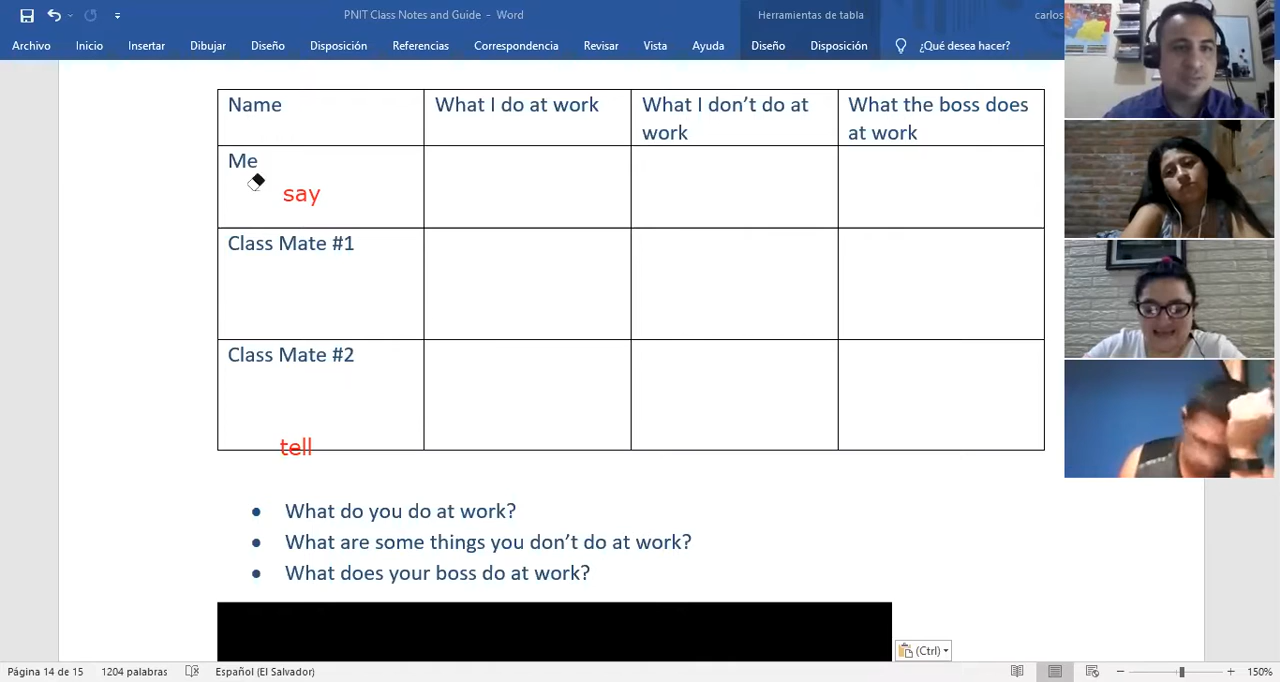 PNIT Class Notes and Guide - Word
Herramientas de tabla
carlos
Archivo Inicio Insertar Dibujar Diseño Disposición Referencias Correspondencia Revisar Vista Ayuda Diseño Disposición ¿Qué desea hacer?
Name
What I do at work
What I don't do at
work
What the boss does
at work
Me
say
Class Mate #1
Class Mate #2
tell
• What do you do at work?
• What are some things you don't do at work?
• What does your boss do at work?
(Ctrl)
Página 14 de 15 1204 palabras Español (El Salvador) 150%